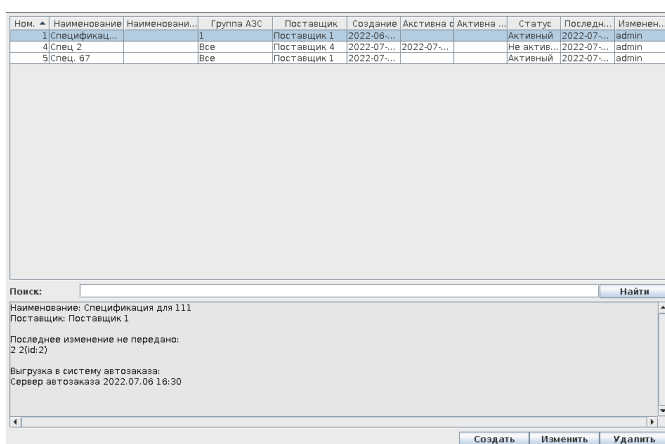 Ном. Наименование Наименовани... Группа АЗС Поставщик Создание Акстивна с Активна ... Статус Последн... Изменен...
1 Спецификац... 1 Поставщик 1 2022-06-... Активный 2022-07-... admin
4 Спец 2 Все Поставщик 4 2022-07-... 2022-07-... Не актив... 2022-07-... admin
5 Спец. 67 Все Поставщик 1 2022-07-... Активный 2022-07-... admin
Поиск: Найти
Наименование: Спецификация для 111
Поставщик: Поставщик 1
Последнее изменение не передано:
2 2(id:2)
Выгрузка в систему автозаказа:
Сервер автозаказа 2022.07.06 16:30
Создать Изменить Удалить